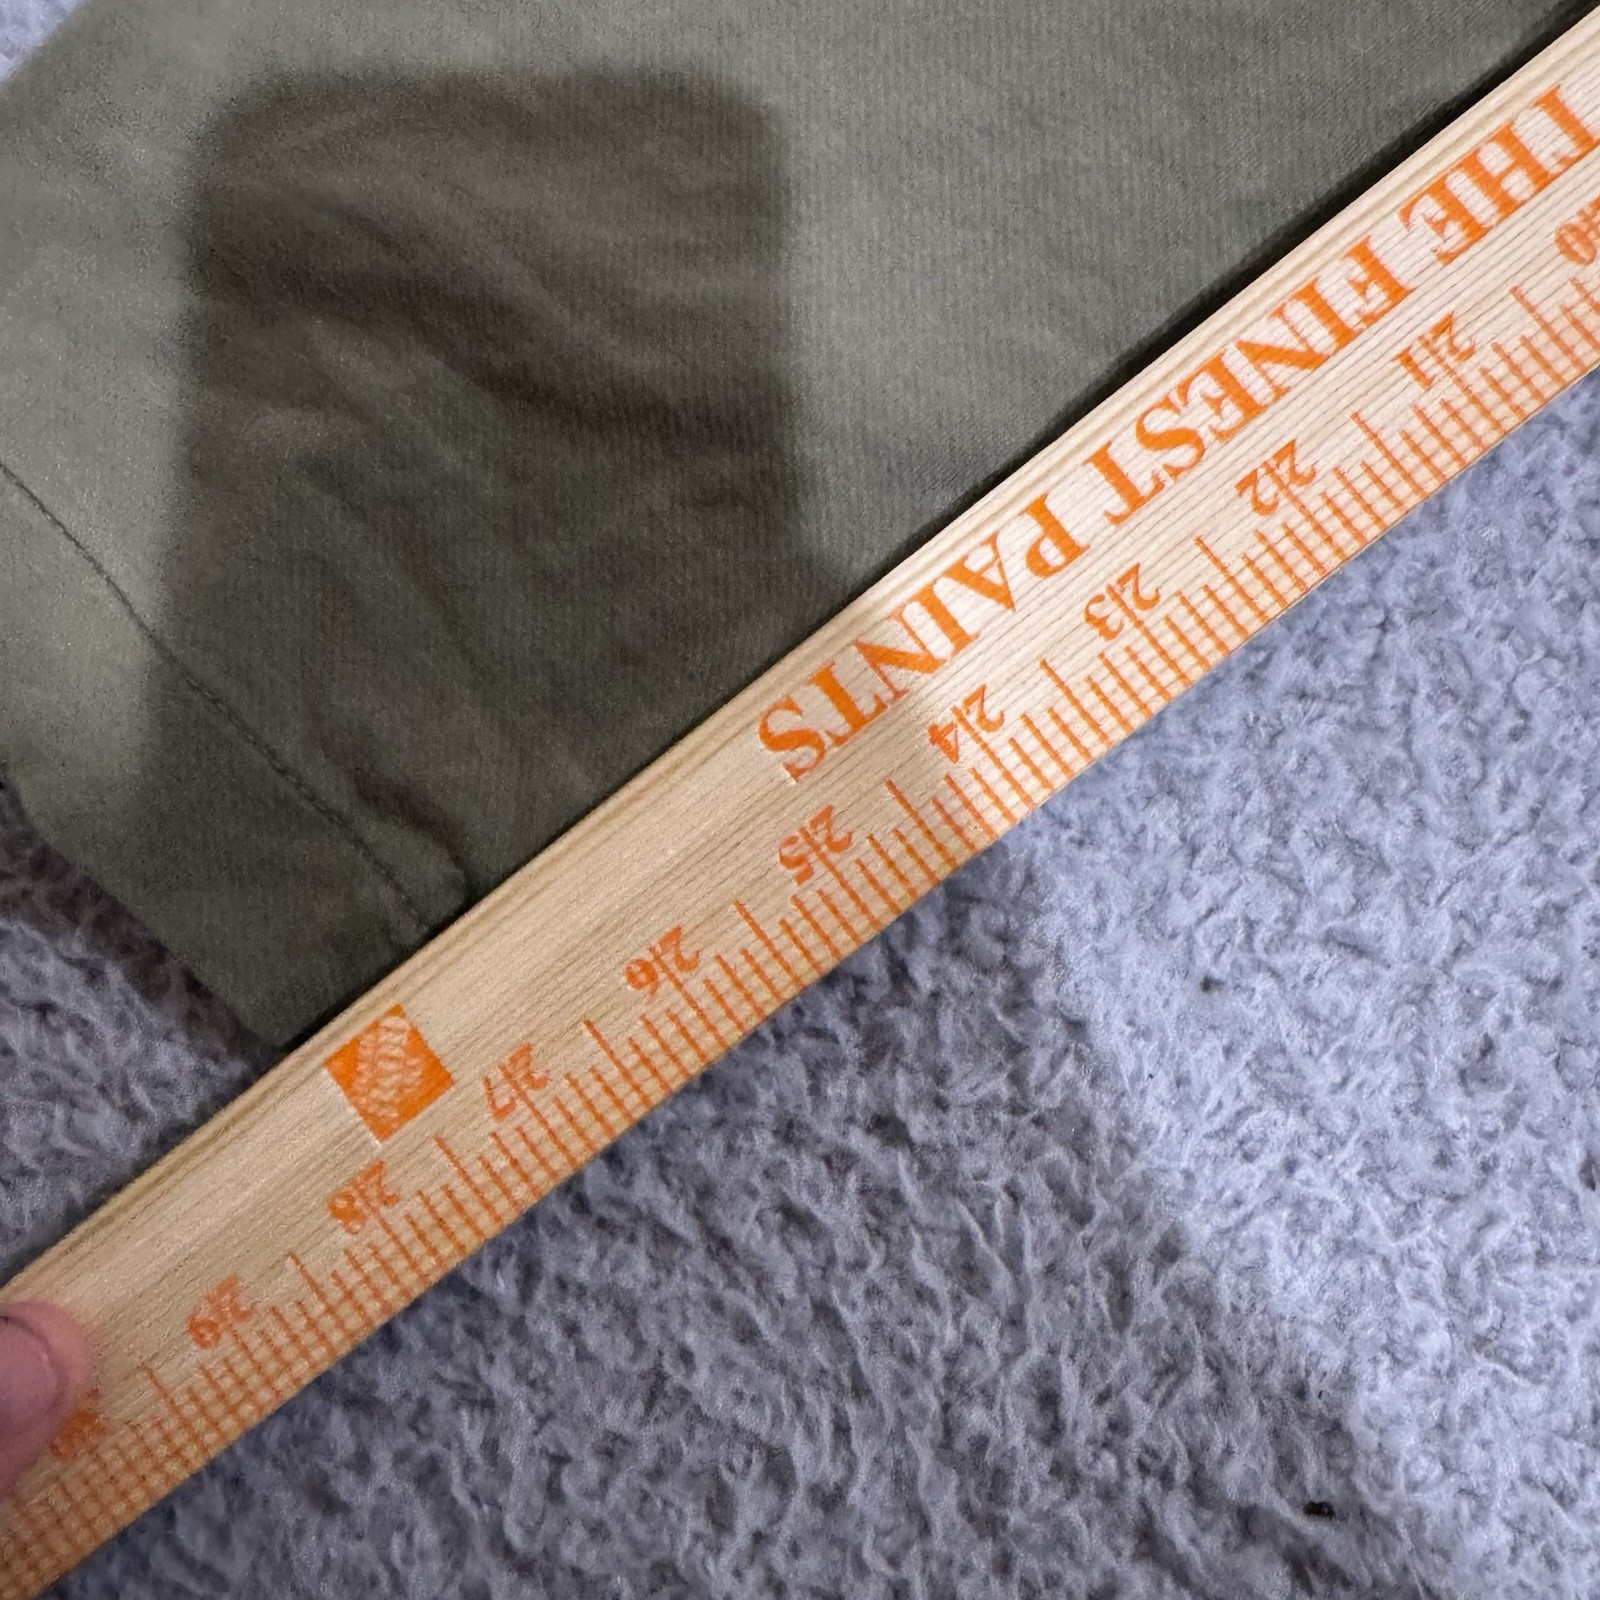 THE FINEST PAINTS
21 22 23 24 25 26 27 28 29